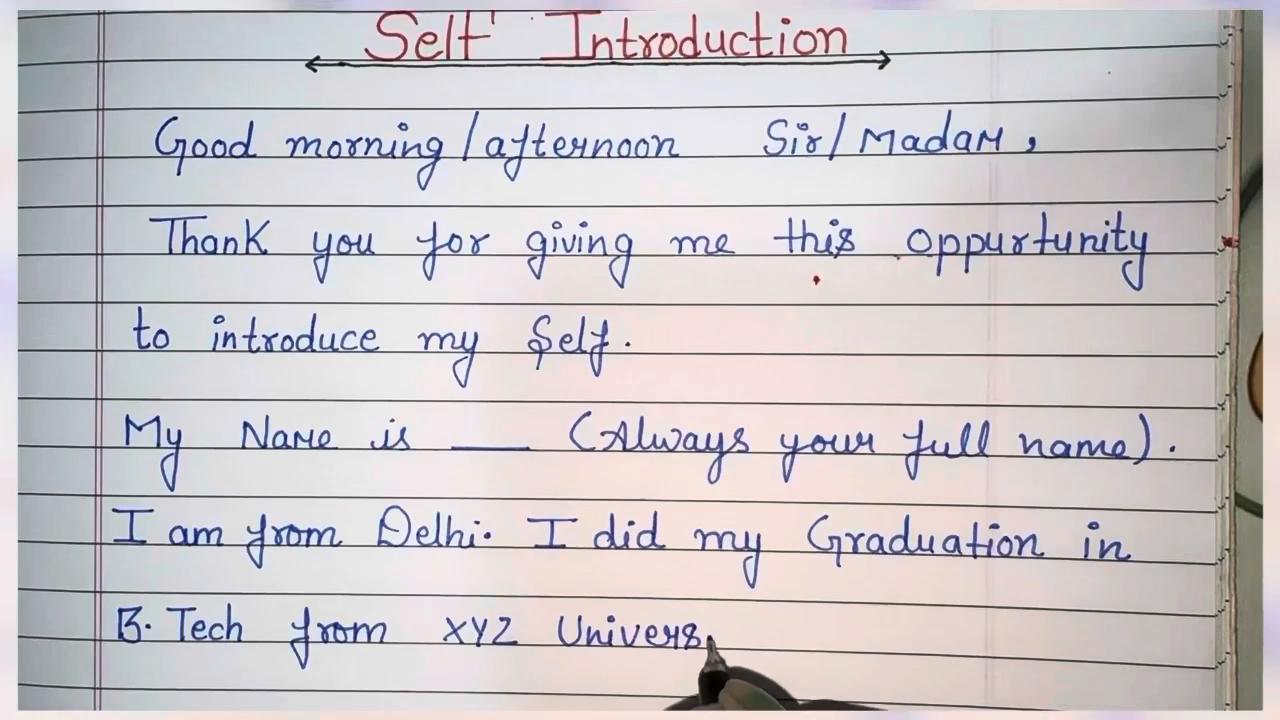 Self Introduction
Good morning/afternoon Sir/Madam,
Thank you for giving me this oppurtunity
to introduce my Self.
My Name is ___ (Always your full name).
I am from Delhi. I did my Graduation in
B. Tech from XYZ Univers